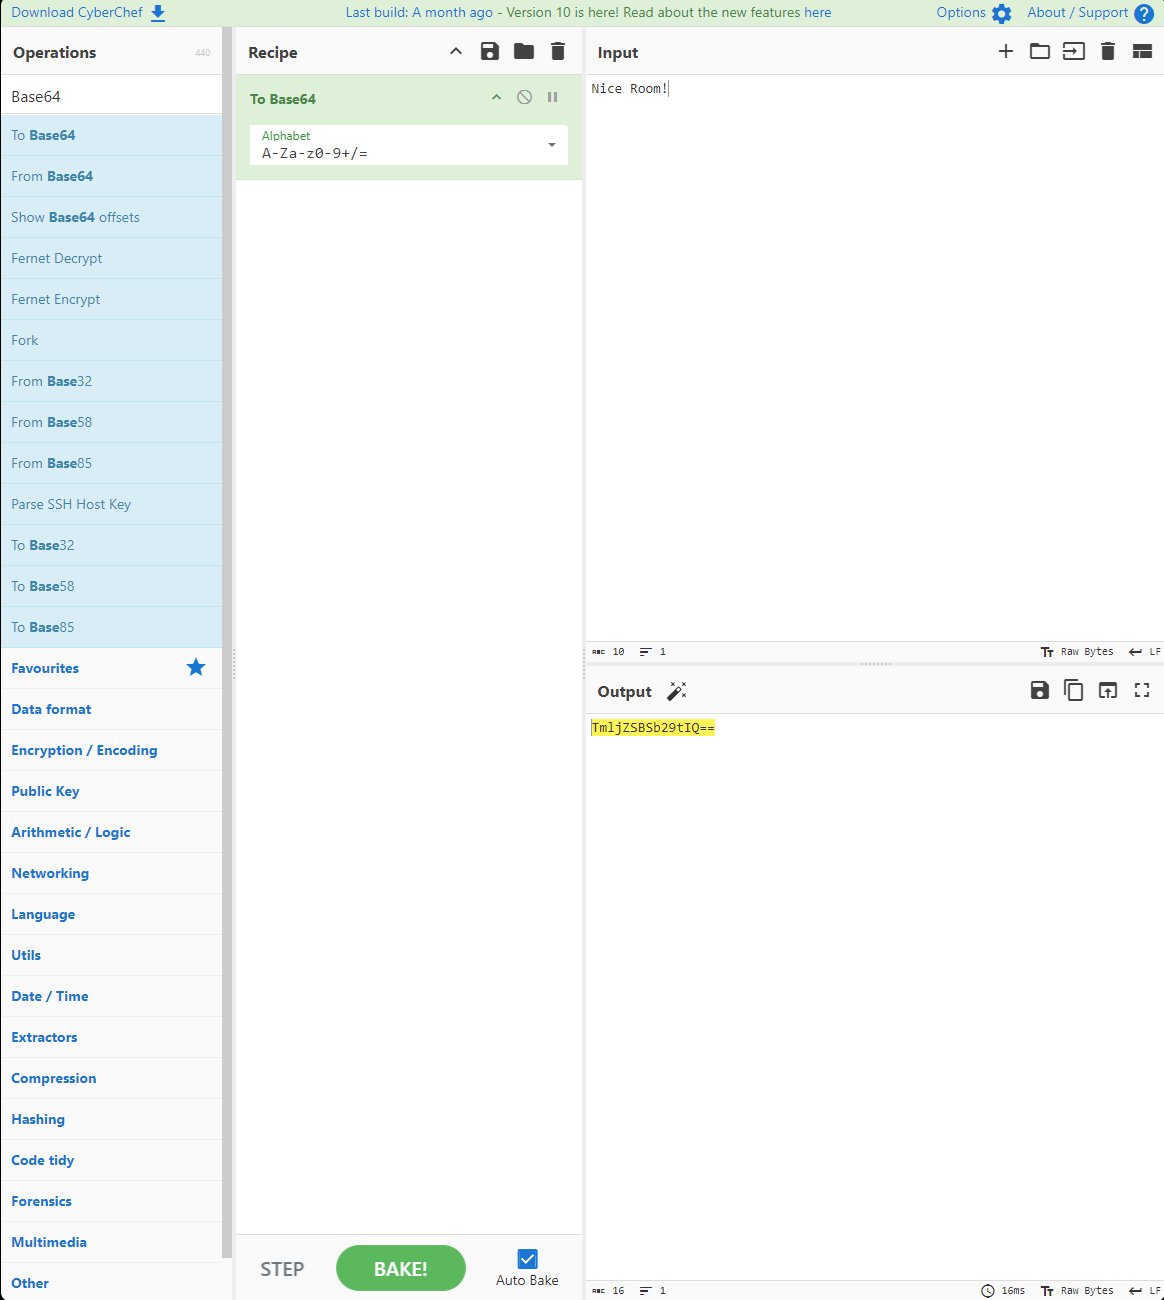 Download CyberChef
Last build: A month ago - Version 10 is here! Read about the new features here
Options
About / Support
Operations
440
Base64
To Base64
From Base64
Show Base64 offsets
Fernet Decrypt
Fernet Encrypt
Fork
From Base32
From Base58
From Base85
Parse SSH Host Key
To Base32
To Base58
To Base85
Favourites
Data format
Encryption / Encoding
Public Key
Arithmetic / Logic
Networking
Language
Utils
Date / Time
Extractors
Compression
Hashing
Code tidy
Forensics
Multimedia
Other
Recipe
To Base64
Alphabet
A-Za-z0-9+/=
STEP
BAKE!
Auto Bake
Input
Nice Room!
ABC 10 1
Tт Raw Bytes LF
Output
TmljZSBSb29tIQ==
ABC 16 1
16ms Tт Raw Bytes LF